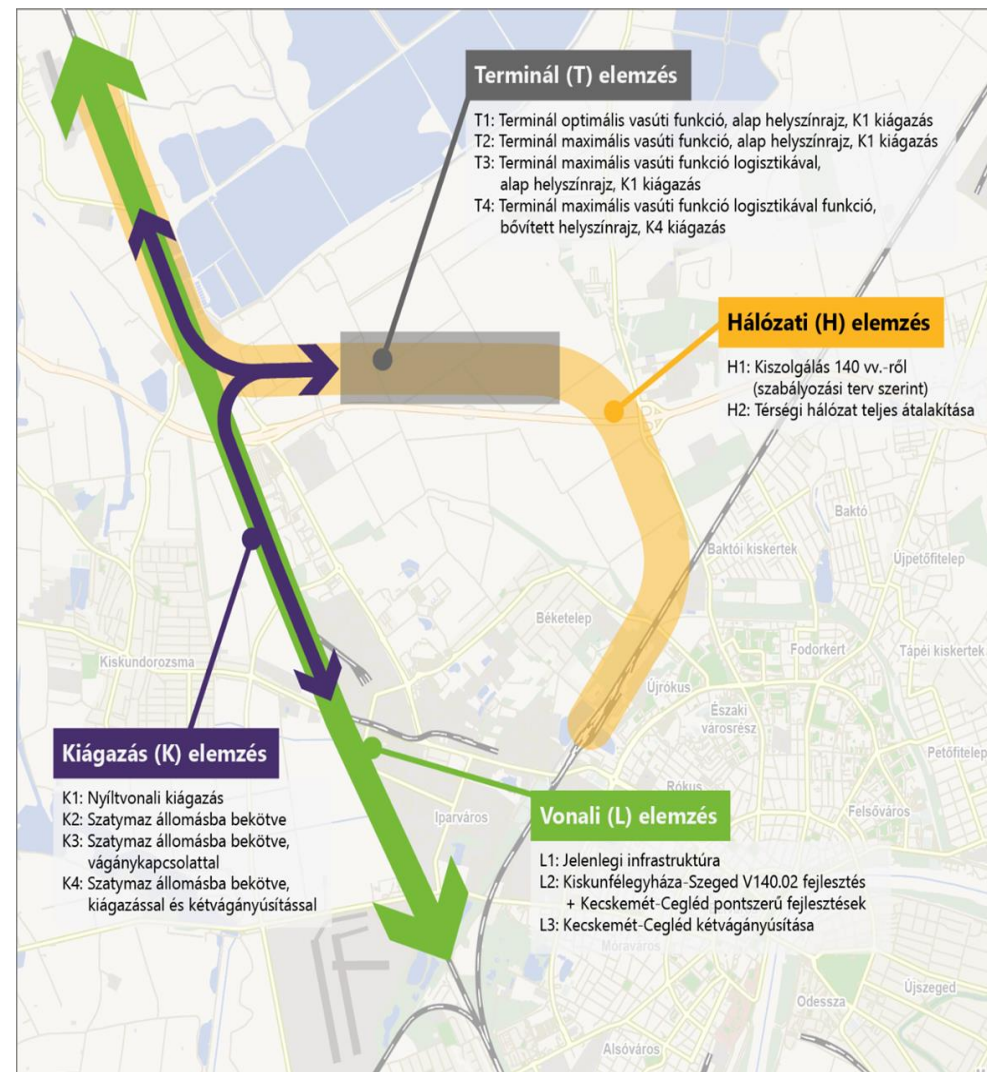 Terminál (T) elemzés
T1: Terminál optimális vasúti funkció, alap helyszínrajz, K1 kiágazás
T2: Terminál maximális vasúti funkció, alap helyszínrajz, K1 kiágazás
T3: Terminál maximális vasúti funkció logisztikával,
alap helyszínrajz, K1 kiágazás
T4: Terminál maximális vasúti funkció logisztikával funkció,
bővített helyszínrajz, K4 kiágazás
Hálózati (H) elemzés
H1: Kiszolgálás 140 vv.-ről
(szabályozási terv szerint)
H2: Térségi hálózat teljes átalakítása
Baktó
Baktói kiskertek
Újpetőfitelep
Béketelep
Fodorkert
Tápéi kiskertek
Kiskundorozsma
Újrókus
Északi
városrész
Petőfitelep
Rókus
Felsőváros
Iparváros
Kiágazás (K) elemzés
K1: Nyíltvonali kiágazás
K2: Szatymaz állomásba bekötve
K3: Szatymaz állomásba bekötve,
vágánykapcsolattal
K4: Szatymaz állomásba bekötve,
kiágazással és kétvágányúsítással
Vonali (L) elemzés
L1: Jelenlegi infrastruktúra
L2: Kiskunfélegyháza-Szeged V140.02 fejlesztés
+ Kecskemét-Cegléd pontszerű fejlesztések
L3: Kecskemét-Cegléd kétvágányúsítása
Móraváros
Újszeged
Odessza
Alsóváros